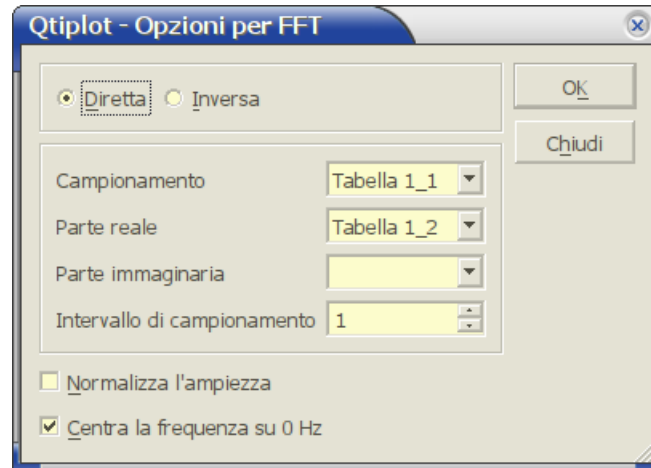 Qtiplot - Opzioni per FFT
Diretta Inversa
OK
Chiudi
Campionamento Tabella 1_1
Parte reale Tabella 1_2
Parte immaginaria
Intervallo di campionamento 1
Normalizza l'ampiezza
Centra la frequenza su 0 Hz